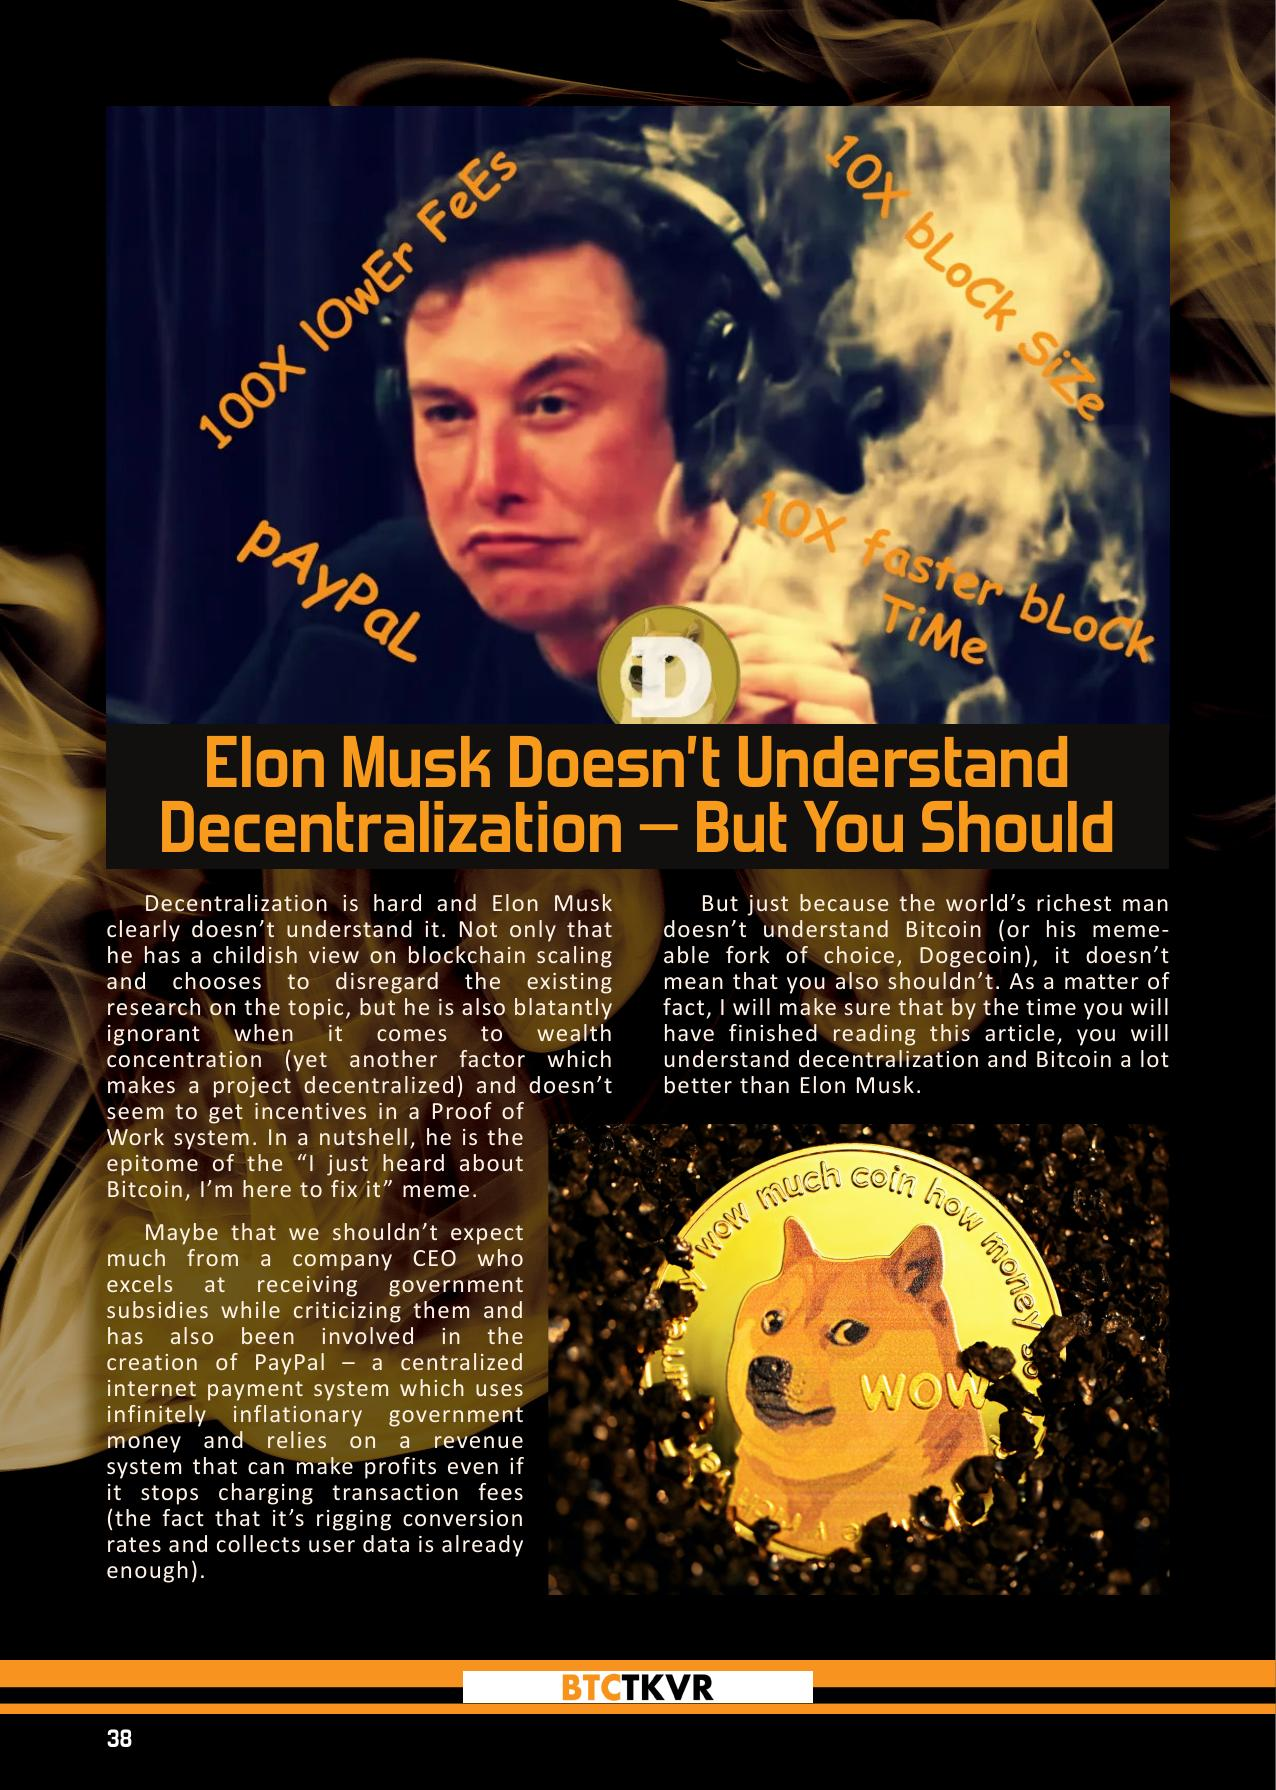 100X lOwEr FeEs
10X bLoCk SiZe
pAyPaL
10X faster bLoCk
TiMe
D
Elon Musk Doesn't Understand
Decentralization – But You Should
Decentralization is hard and Elon Musk
clearly doesn’t understand it. Not only that
he has a childish view on blockchain scaling
and chooses to disregard the existing
research on the topic, but he is also blatantly
ignorant when it comes to wealth
concentration (yet another factor which
makes a project decentralized) and doesn’t
seem to get incentives in a Proof of
Work system. In a nutshell, he is the
epitome of the “I just heard about
Bitcoin, I’m here to fix it” meme.
Maybe that we shouldn’t expect
much from a company CEO who
excels at receiving government
subsidies while criticizing them and
has also been involved in the
creation of PayPal – a centralized
internet payment system which uses
infinitely inflationary government
money and relies on a revenue
system that can make profits even if
it stops charging transaction fees
(the fact that it’s rigging conversion
rates and collects user data is already
enough).
But just because the world’s richest man
doesn’t understand Bitcoin (or his meme-
able fork of choice, Dogecoin), it doesn’t
mean that you also shouldn’t. As a matter of
fact, I will make sure that by the time you will
have finished reading this article, you will
understand decentralization and Bitcoin a lot
better than Elon Musk.
wow much coin how money so
WOW
BTCTKVR
38